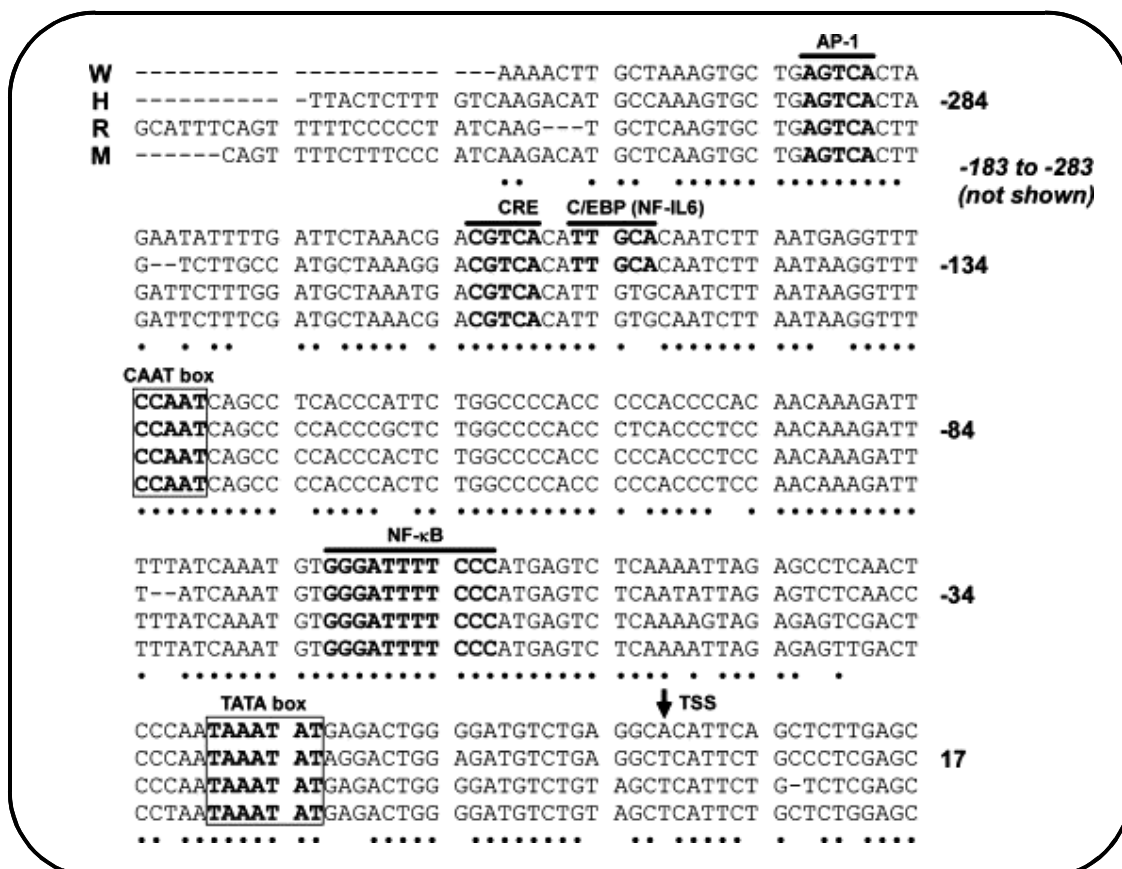 AP-1
W ---------- ---------- ---AAAACTT GCTAAAGTGC TGAGTCACTA
H ---------- -TTACTCTTT GTCAAGACAT GCCAAAGTGC TGAGTCACTA -284
R GCATTTCAGT TTTTCCCCCT ATCAAG---T GCTCAAGTGC TGAGTCACTT
M ------CAGT TTTCTTTCCC ATCAAGACAT GCTCAAGTGC TGAGTCACTT
-183 to -283
(not shown)
CRE C/EBP (NF-IL6)
GAATATTTTG ATTCTAAACG ACGTCACATT GCACAATCTT AATGAGGTTT
G--TCTTGCC ATGCTAAAGG ACGTCACATT GCACAATCTT AATAAGGTTT -134
GATTCTTTGG ATGCTAAATG ACGTCACATT GTGCAATCTT AATAAGGTTT
GATTCTTTCG ATGCTAAACG ACGTCACATT GTGCAATCTT AATAAGGTTT
CAAT box
CCAATCAGCC TCACCCATTC TGGCCCCACC CCCACCCCAC AACAAAGATT
CCAATCAGCC CCACCCGCTC TGGCCCCACC CTCACCCTCC AACAAAGATT -84
CCAATCAGCC CCACCCACTC TGGCCCCACC CCCACCCTCC AACAAAGATT
CCAATCAGCC CCACCCACTC TGGCCCCACC CCCACCCTCC AACAAAGATT
NF-κB
TTTATCAAAT GTGGGATTTT CCCATGAGTC TCAAAATTAG AGCCTCAACT
T--ATCAAAT GTGGGATTTT CCCATGAGTC TCAATATTAG AGTCTCAACC -34
TTTATCAAAT GTGGGATTTT CCCATGAGTC TCAAAAGTAG AGAGTCGACT
TTTATCAAAT GTGGGATTTT CCCATGAGTC TCAAAATTAG AGAGTTGACT
TATA box TSS
CCCAATAAAT ATGAGACTGG GGATGTCTGA GGCACATTCA GCTCTTGAGC
CCCAATAAAT ATAGGACTGG AGATGTCTGA GGCTCATTCT GCCCTCGAGC 17
CCCAATAAAT ATGAGACTGG GGATGTCTGT AGCTCATTCT G-TCTCGAGC
CCTAATAAAT ATGAGACTGG GGATGTCTGT AGCTCATTCT GCTCTGGAGC